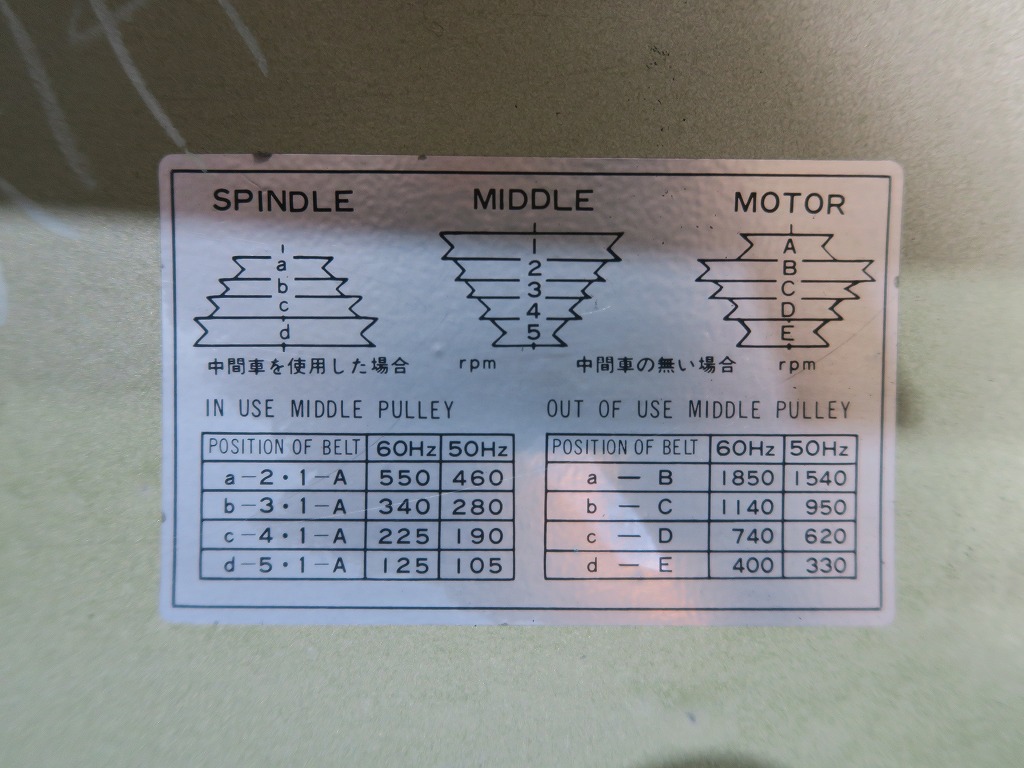 SPINDLE MIDDLE MOTOR
a
b
c
d
1
2
3
4
5
A
B
C
D
E
中間車を使用した場合 rpm 中間車の無い場合 rpm
IN USE MIDDLE PULLEY
POSITION OF BELT 60Hz 50Hz
a-2・1-A 550 460
b-3・1-A 340 280
c-4・1-A 225 190
d-5・1-A 125 105
OUT OF USE MIDDLE PULLEY
POSITION OF BELT 60Hz 50Hz
a — B 1850 1540
b — C 1140 950
c — D 740 620
d — E 400 330